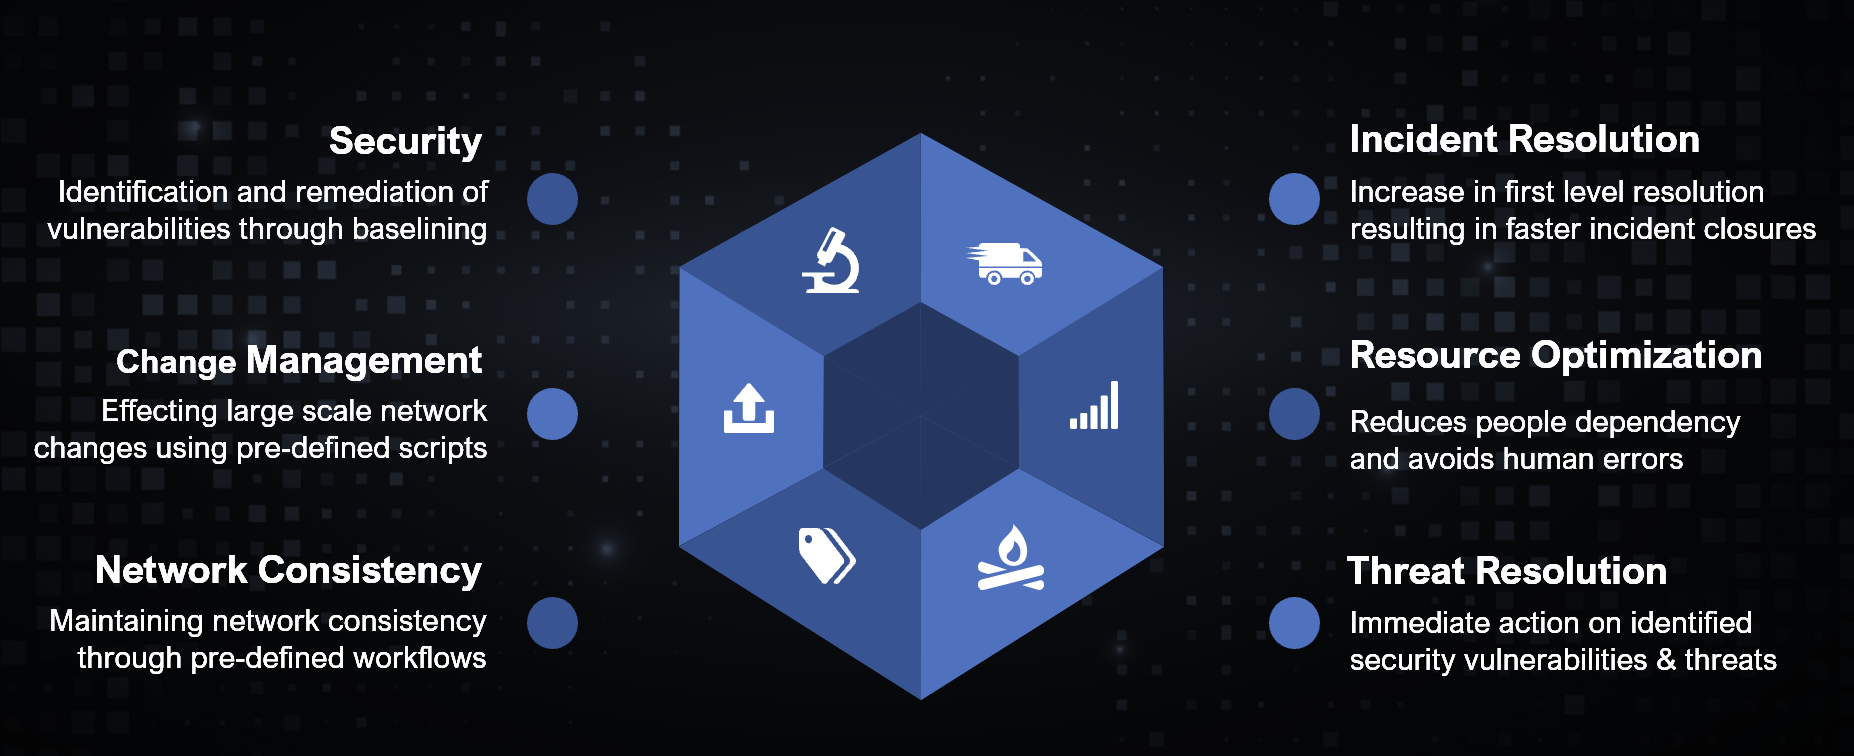 Security
Identification and remediation of
vulnerabilities through baselining
Change Management
Effecting large scale network
changes using pre-defined scripts
Network Consistency
Maintaining network consistency
through pre-defined workflows
Incident Resolution
Increase in first level resolution
resulting in faster incident closures
Resource Optimization
Reduces people dependency
and avoids human errors
Threat Resolution
Immediate action on identified
security vulnerabilities & threats